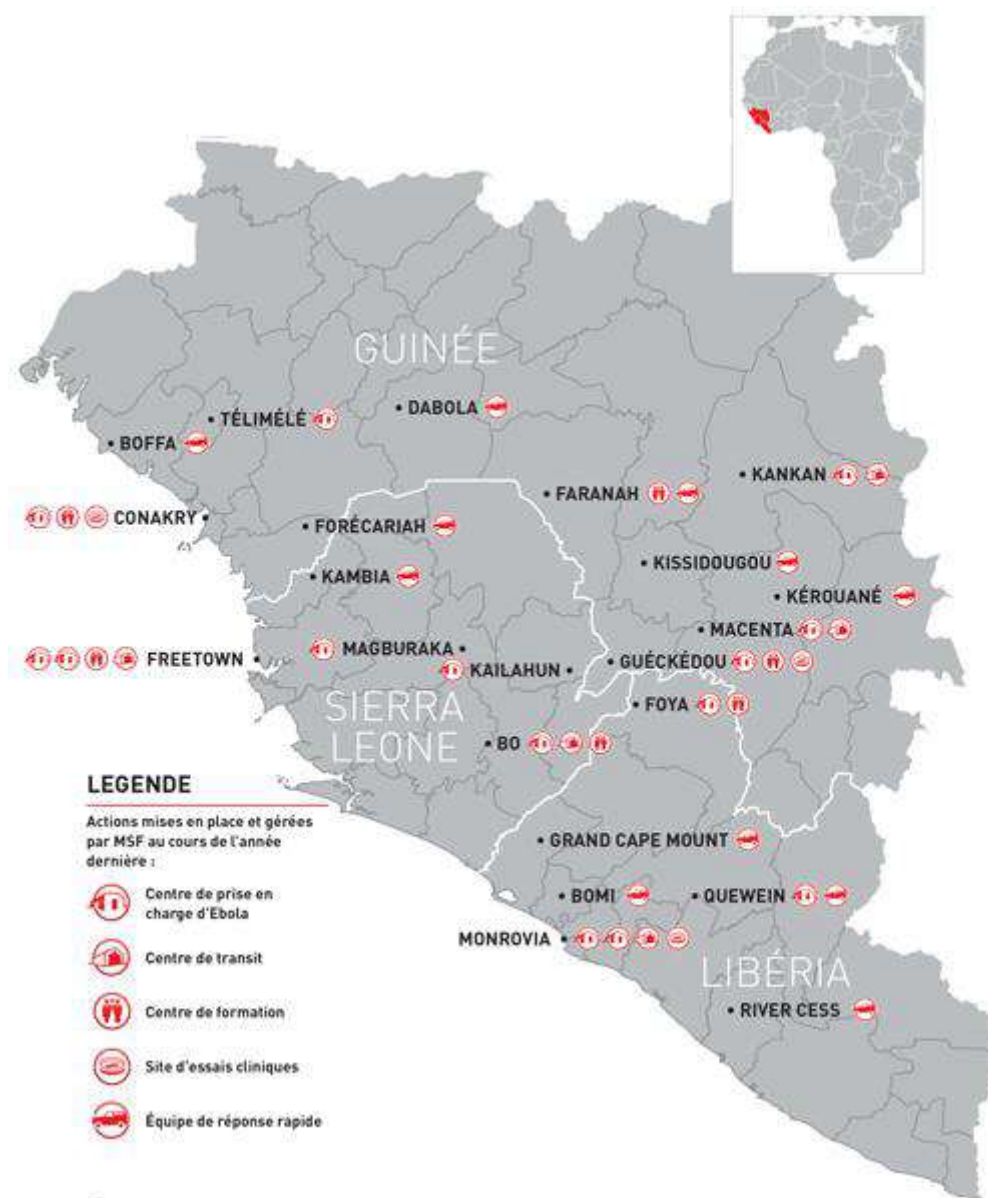 GUINÉE
DABOLA
TÉLIMÉLÉ
BOFFA
KANKAN
FARANAH
CONAKRY
FORÉCARIAH
KISSIDOUGOU
KAMBIA
KÉROUANÉ
MACENTA
MAGBURAKA
FREETOWN
GUÉCKÉDOU
KAILAHUN
SIERRA
LEONE
FOYA
BO
LEGENDE
Actions mises en place et gérées
par MSF au cours de l'année
dernière :
Centre de prise en
charge d'Ebola
Centre de transit
Centre de formation
Site d'essais cliniques
Équipe de réponse rapide
GRAND CAPE MOUNT
BOMI
QUEWEIN
MONROVIA
LIBÉRIA
RIVER CESS